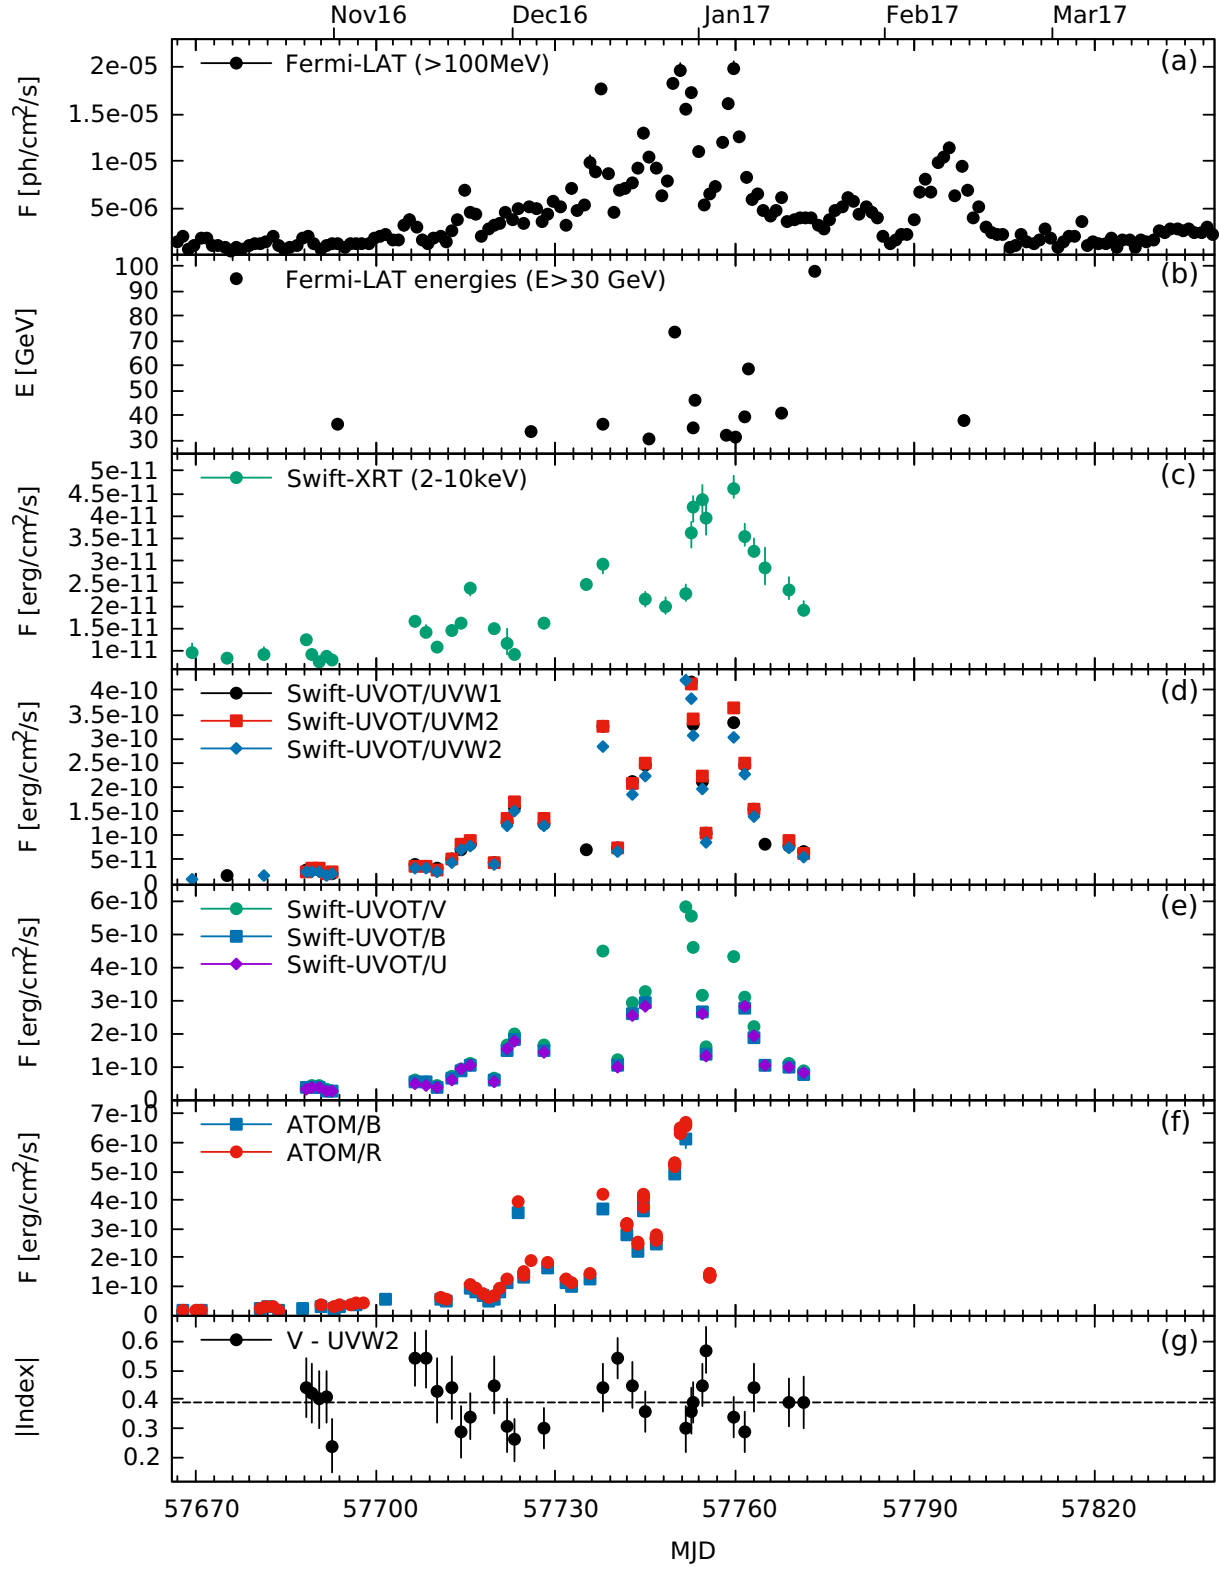 Nov16 Dec16 Jan17 Feb17 Mar17
F [ph/cm²/s]
2e-05
1.5e-05
1e-05
5e-06
Fermi-LAT (>100MeV)
(a)
E [GeV]
100
90
80
70
60
50
40
30
Fermi-LAT energies (E>30 GeV)
(b)
F [erg/cm²/s]
5e-11
4.5e-11
4e-11
3.5e-11
3e-11
2.5e-11
2e-11
1.5e-11
1e-11
Swift-XRT (2-10keV)
(c)
F [erg/cm²/s]
4e-10
3.5e-10
3e-10
2.5e-10
2e-10
1.5e-10
1e-10
5e-11
0
Swift-UVOT/UVW1
Swift-UVOT/UVM2
Swift-UVOT/UVW2
(d)
F [erg/cm²/s]
6e-10
5e-10
4e-10
3e-10
2e-10
1e-10
0
Swift-UVOT/V
Swift-UVOT/B
Swift-UVOT/U
(e)
F [erg/cm²/s]
7e-10
6e-10
5e-10
4e-10
3e-10
2e-10
1e-10
0
ATOM/B
ATOM/R
(f)
|Index|
0.6
0.5
0.4
0.3
0.2
V - UVW2
(g)
57670 57700 57730 57760 57790 57820
MJD